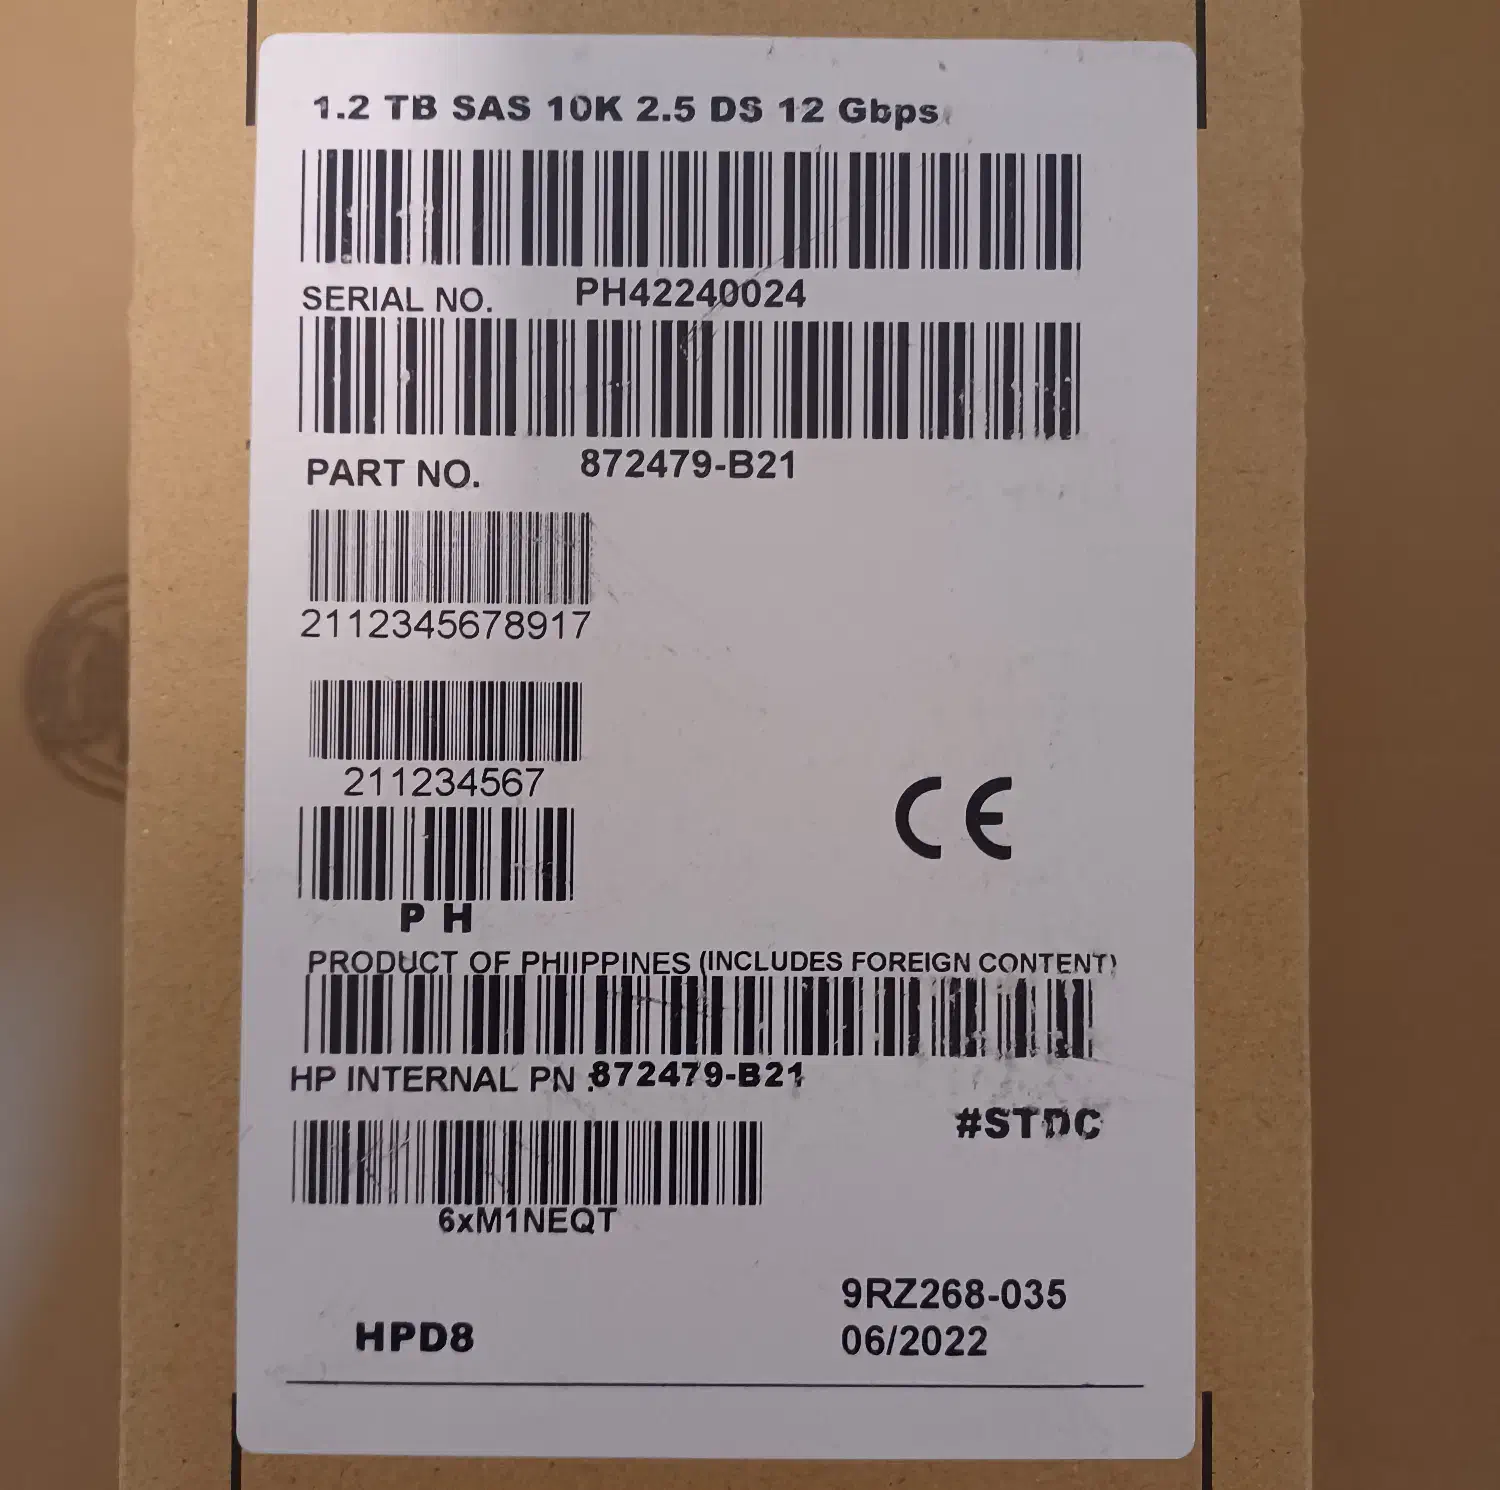 1.2 TB SAS 10K 2.5 DS 12 Gbps
SERIAL NO. PH42240024
PART NO. 872479-B21
2112345678917
211234567
CE
P H
PRODUCT OF PHIIPPINES (INCLUDES FOREIGN CONTENT)
HP INTERNAL PN :872479-B21
#STDC
6xM1NEQT
9RZ268-035
HPD8 06/2022